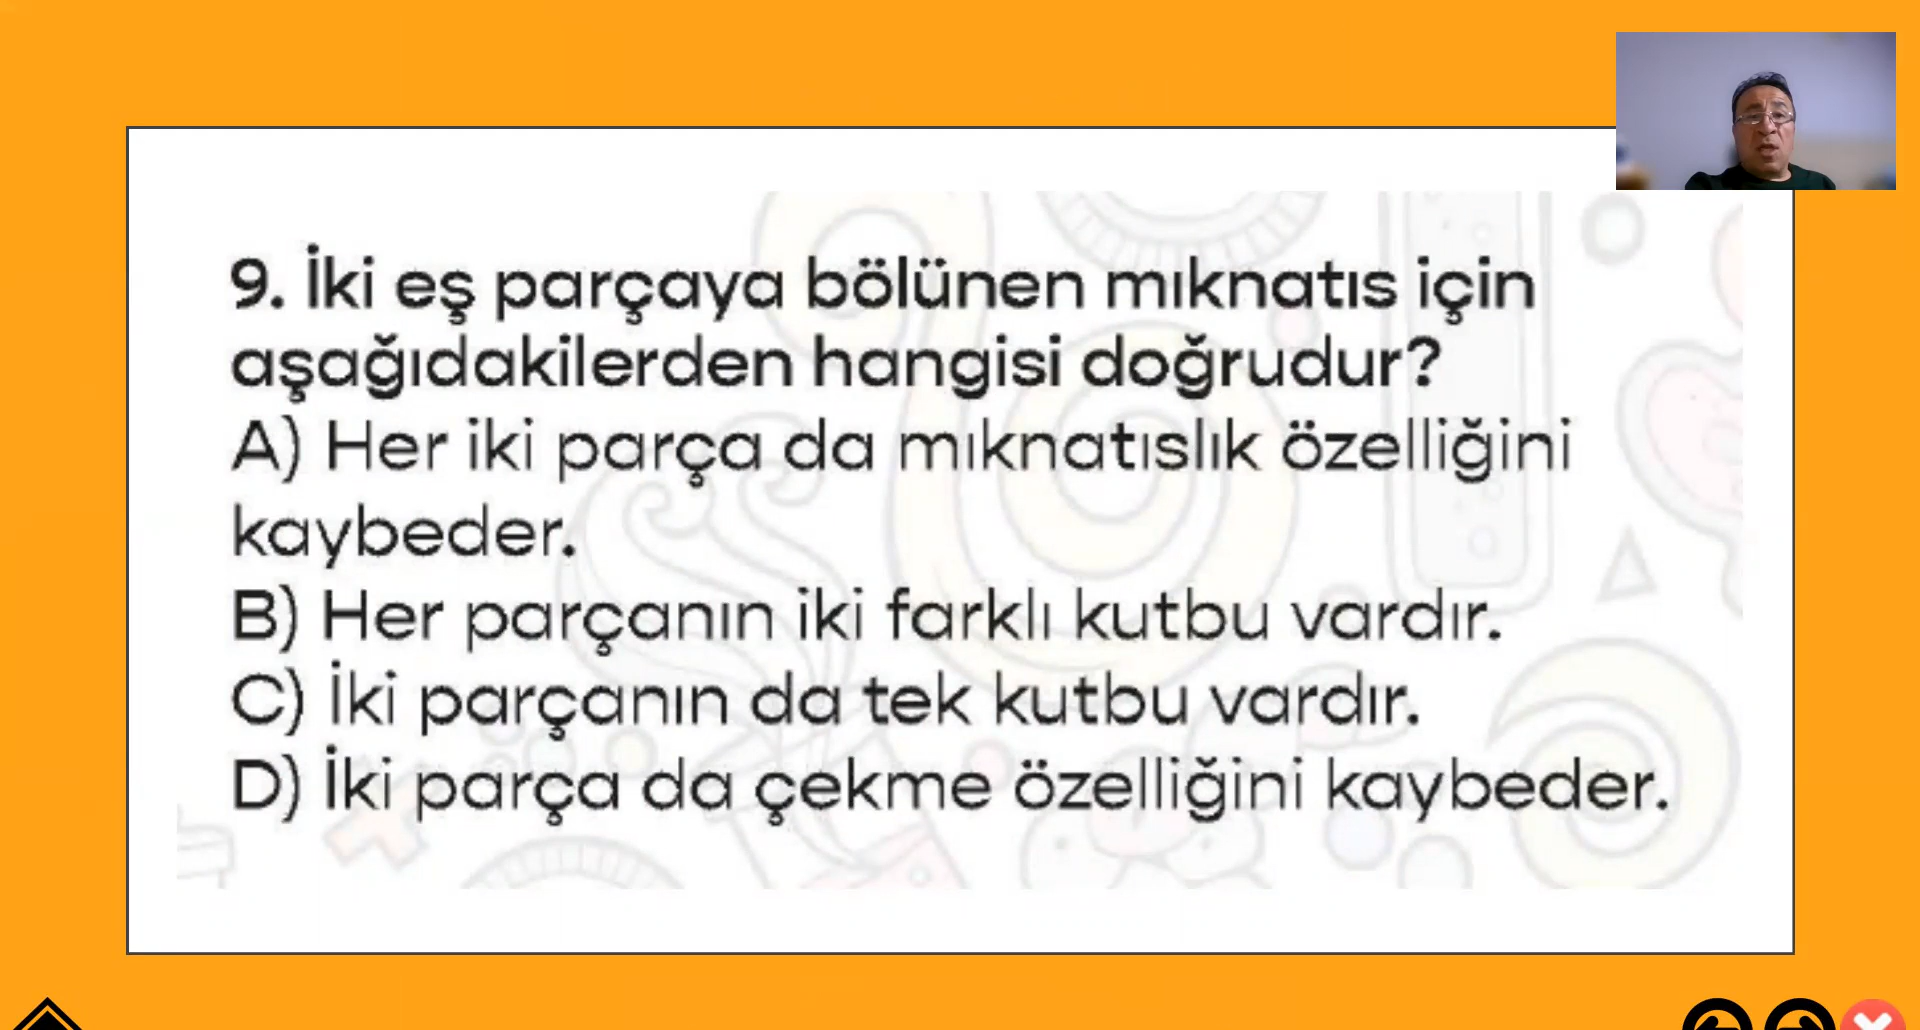 9. İki eş parçaya bölünen mıknatıs için
aşağıdakilerden hangisi doğrudur?
A) Her iki parça da mıknatıslık özelliğini
kaybeder.
B) Her parçanın iki farklı kutbu vardır.
C) İki parçanın da tek kutbu vardır.
D) İki parça da çekme özelliğini kaybeder.